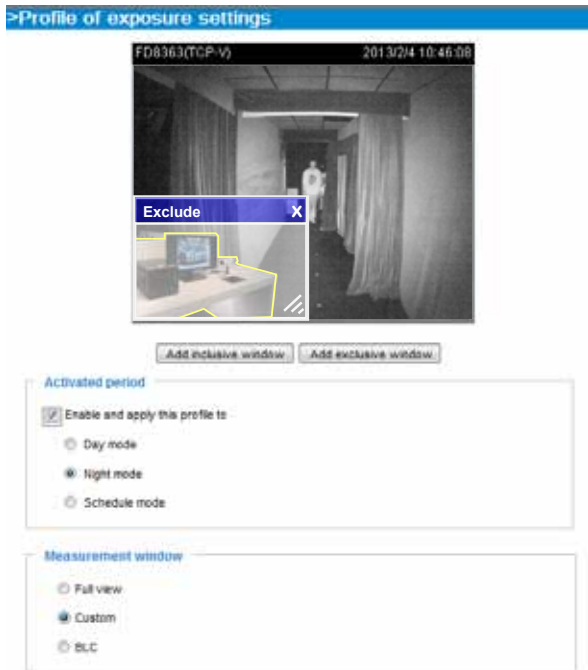 >Profile of exposure settings
FD8363(TCP-V) 2013/2/4 10:46:08
Exclude X
Add inclusive window Add exclusive window
Activated period
Enable and apply this profile to
Day mode
Night mode
Schedule mode
Measurement window
Full view
Custom
BLC